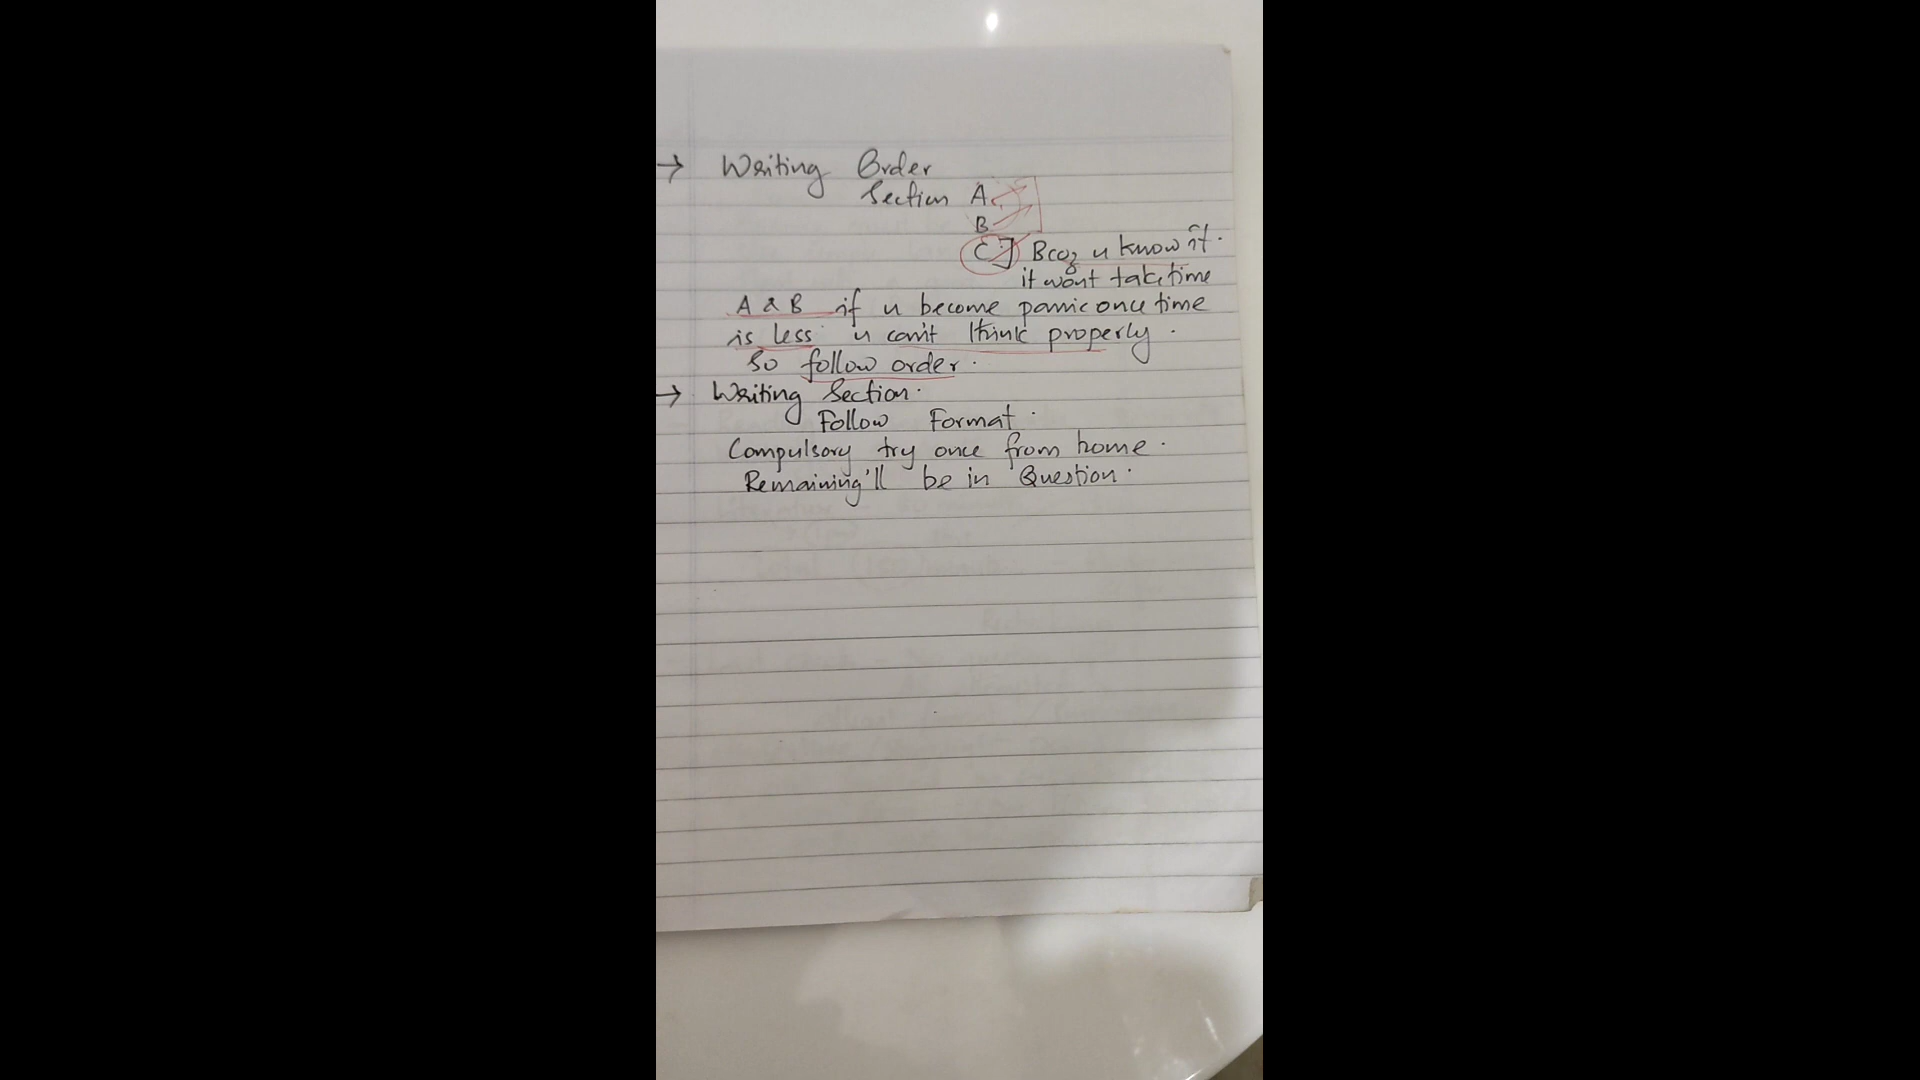 → Writing Order
Section A
B
C] Bcoz u know it.
it wont take time
A & B if u become panic once time
is less u can't think properly.
So follow order.
→ Writing Section.
Follow Format.
Compulsory try once from home.
Remaining'll be in Question.